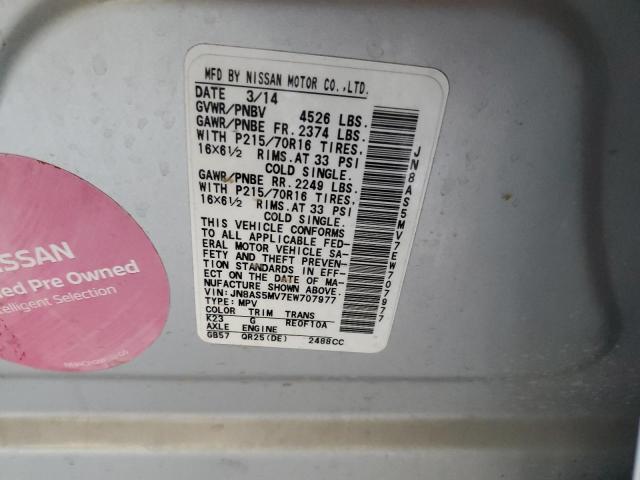 MFD BY NISSAN MOTOR CO.,LTD.
DATE 3/14
GVWR/PNBV 4526 LBS.
GAWR/PNBE FR. 2374 LBS.
WITH P215/70R16 TIRES,
16X6½ RIMS.AT 33 PSI
COLD SINGLE.
GAWR/PNBE RR. 2249 LBS.
WITH P215/70R16 TIRES,
16X6½ RIMS.AT 33 PSI
COLD SINGLE.
THIS VEHICLE CONFORMS
TO ALL APPLICABLE FED-
ERAL MOTOR VEHICLE SA-
FETY AND THEFT PREVEN-
TION STANDARDS IN EFF-
ECT ON THE DATE OF MA-
NUFACTURE SHOWN ABOVE.
VIN: JN8AS5MV7EW707977
TYPE: MPV
COLOR TRIM TRANS
K23 G RE0F10A
AXLE ENGINE
GB57 QR25(DE) 2488CC
JN8AS5MV7EW707977
ISSAN
ed Pre Owned
telligent Selection